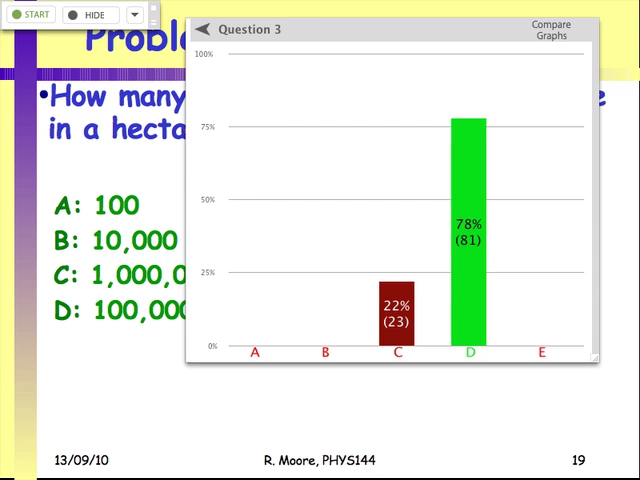 START
HIDE
Question 3
Compare
Graphs
•How many
in a hecta
A: 100
B: 10,000
C: 1,000,0
D: 100,000
100%
75%
50%
25%
0%
22%
(23)
78%
(81)
A
B
C
D
E
13/09/10
R. Moore, PHYS144
19